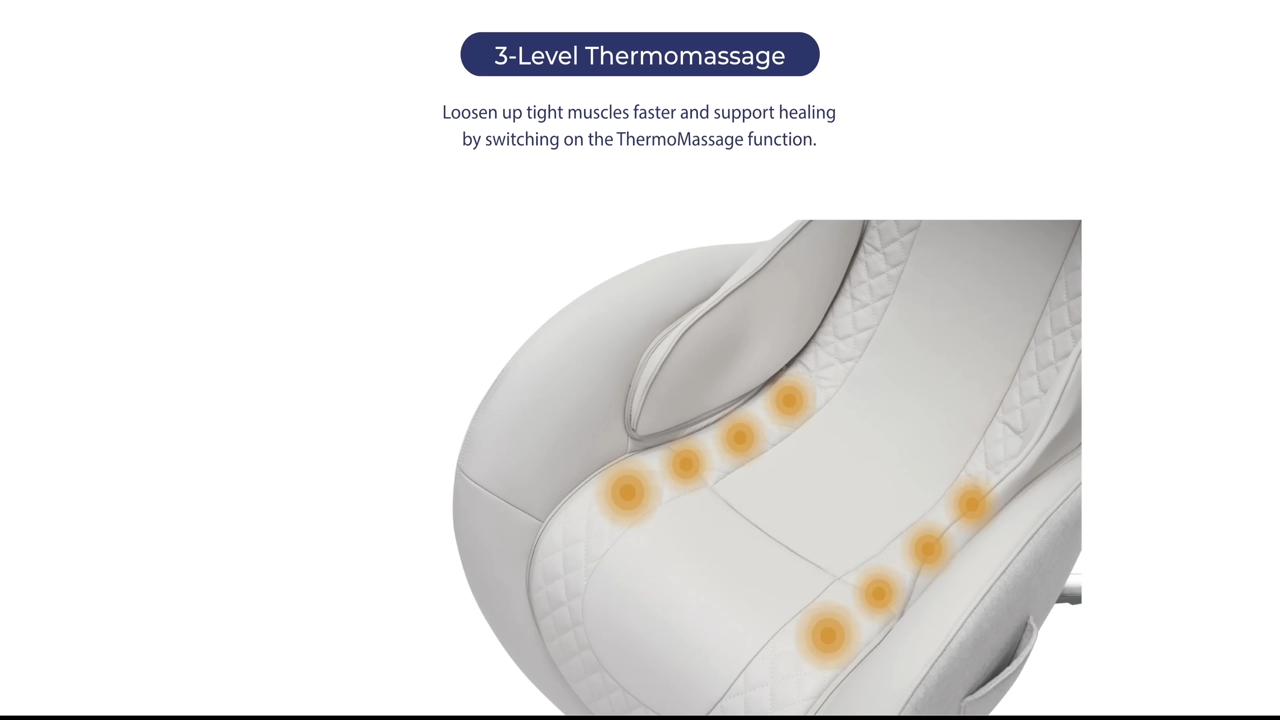 3-Level Thermomassage
Loosen up tight muscles faster and support healing
by switching on the ThermoMassage function.